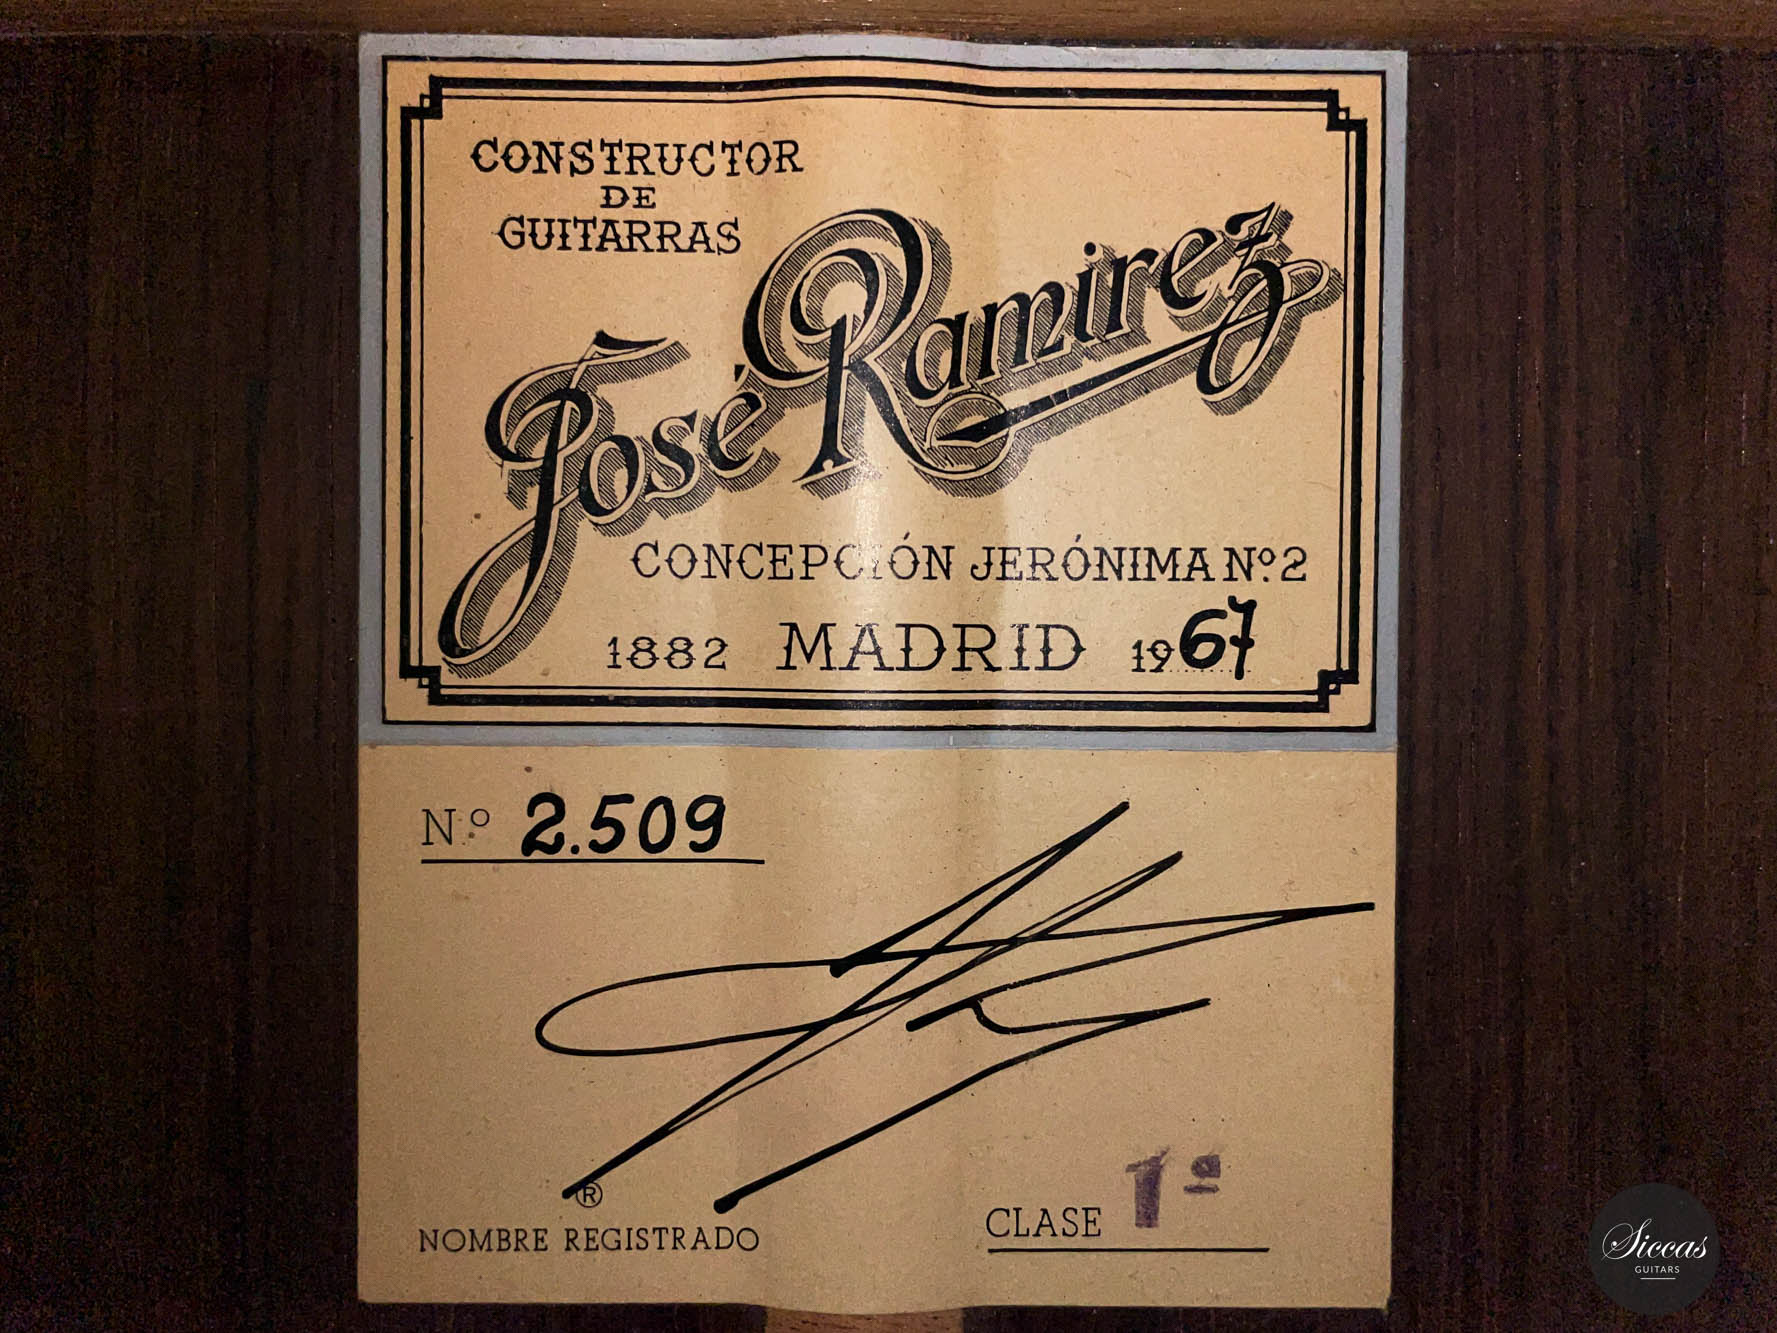 CONSTRUCTOR
DE
GUITARRAS
José Ramirez
CONCEPCIÓN JERÓNIMA Nº. 2
1882 MADRID 1967
N.º 2.509
®
NOMBRE REGISTRADO
CLASE 1ª
Siccas
GUITARS